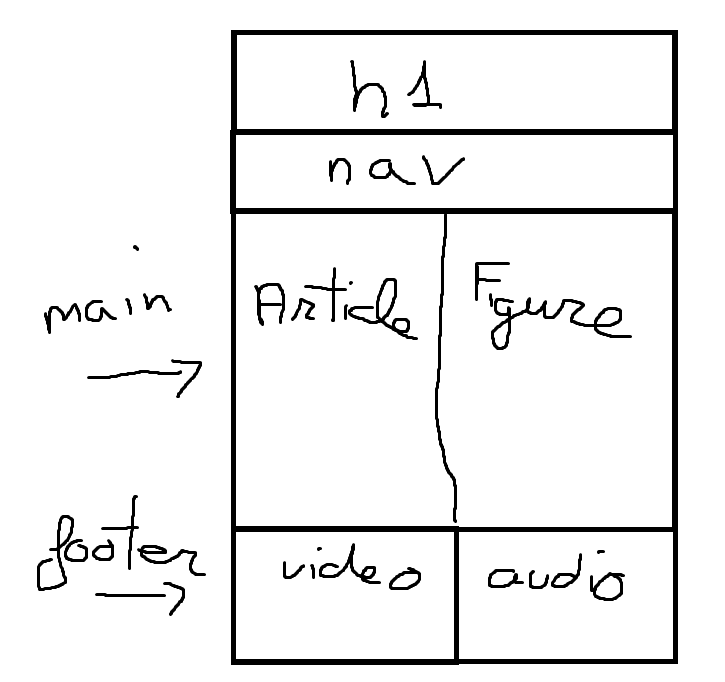 h1
nav
main
Article
Figure
footer
video
audio